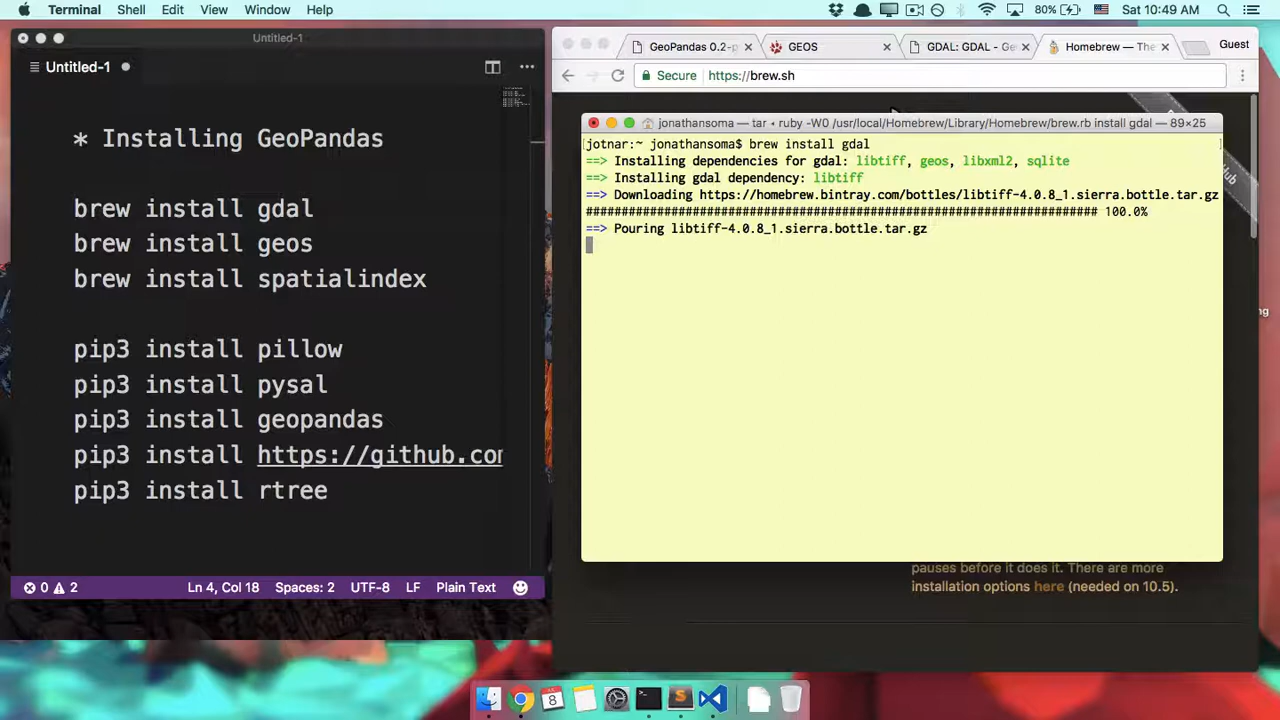 Terminal Shell Edit View Window Help 80% Sat 10:49 AM
Untitled-1
Untitled-1
* Installing GeoPandas
brew install gdal
brew install geos
brew install spatialindex
pip3 install pillow
pip3 install pysal
pip3 install geopandas
pip3 install https://github.com
pip3 install rtree
0 2 Ln 4, Col 18 Spaces: 2 UTF-8 LF Plain Text
GeoPandas 0.2-p GEOS GDAL: GDAL - Ge Homebrew — The Guest
Secure https://brew.sh
jonathansoma — tar ◂ ruby -W0 /usr/local/Homebrew/Library/Homebrew/brew.rb install gdal — 89×25
[jotnar:~ jonathansoma$ brew install gdal ]
==> Installing dependencies for gdal: libtiff, geos, libxml2, sqlite
==> Installing gdal dependency: libtiff
==> Downloading https://homebrew.bintray.com/bottles/libtiff-4.0.8_1.sierra.bottle.tar.gz
######################################################################## 100.0%
==> Pouring libtiff-4.0.8_1.sierra.bottle.tar.gz
pauses before it does it. There are more
installation options here (needed on 10.5).
8